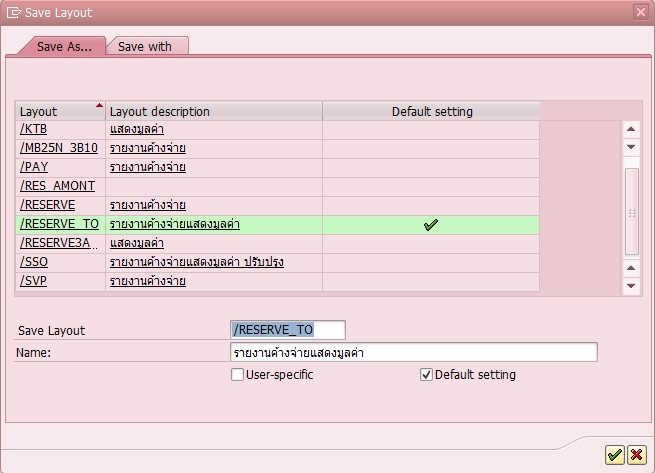 Save Layout
Save As... Save with
Layout Layout description Default setting
/KTB แสดงมูลค่า
/MB25N_3B10 รายงานค้างจ่าย
/PAY รายงานค้างจ่าย
/RES_AMONT
/RESERVE รายงานค้างจ่าย
/RESERVE_TO รายงานค้างจ่ายแสดงมูลค่า
/RESERVE3A_ แสดงมูลค่า
/SSO รายงานค้างจ่ายแสดงมูลค่า ปรับปรุง
/SVP รายงานค้างจ่าย
Save Layout /RESERVE_TO
Name: รายงานค้างจ่ายแสดงมูลค่า
User-specific Default setting